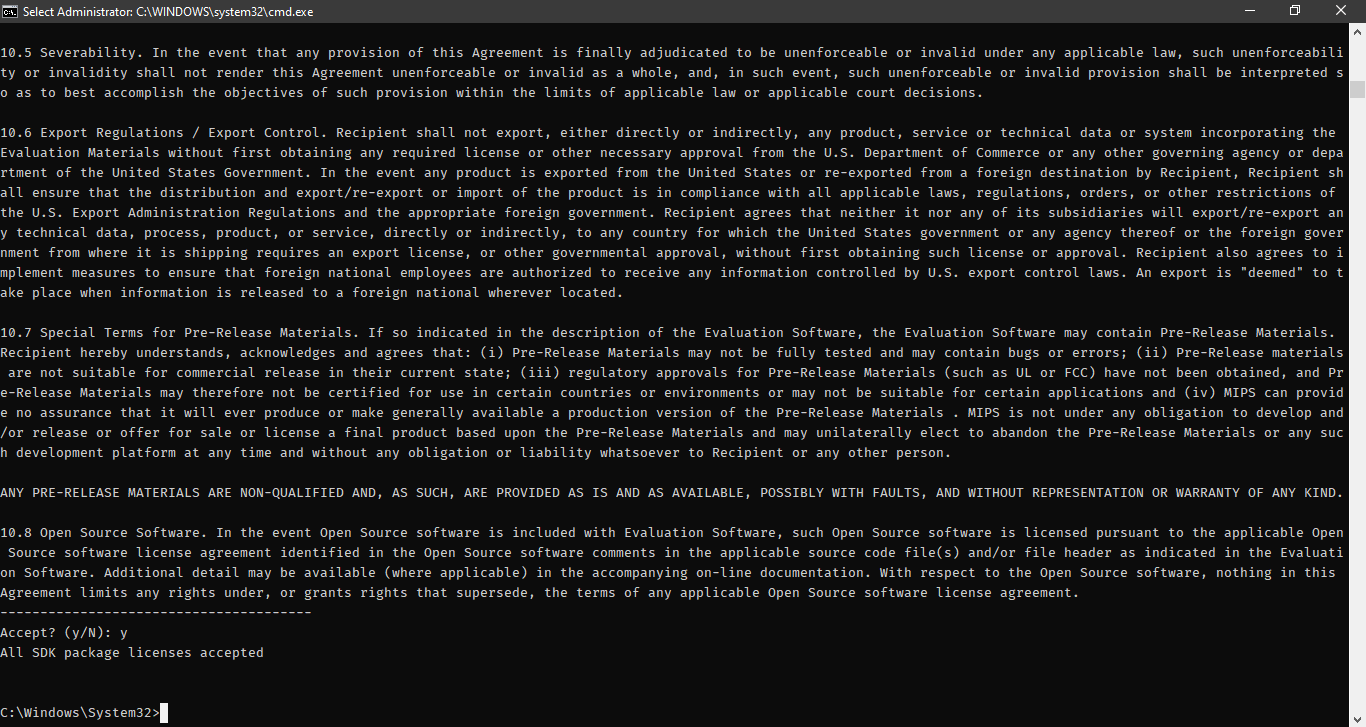 Select Administrator: C:\WINDOWS\system32\cmd.exe
10.5 Severability. In the event that any provision of this Agreement is finally adjudicated to be unenforceable or invalid under any applicable law, such unenforceabili
ty or invalidity shall not render this Agreement unenforceable or invalid as a whole, and, in such event, such unenforceable or invalid provision shall be interpreted s
o as to best accomplish the objectives of such provision within the limits of applicable law or applicable court decisions.
10.6 Export Regulations / Export Control. Recipient shall not export, either directly or indirectly, any product, service or technical data or system incorporating the
Evaluation Materials without first obtaining any required license or other necessary approval from the U.S. Department of Commerce or any other governing agency or depa
rtment of the United States Government. In the event any product is exported from the United States or re-exported from a foreign destination by Recipient, Recipient sh
all ensure that the distribution and export/re-export or import of the product is in compliance with all applicable laws, regulations, orders, or other restrictions of
the U.S. Export Administration Regulations and the appropriate foreign government. Recipient agrees that neither it nor any of its subsidiaries will export/re-export an
y technical data, process, product, or service, directly or indirectly, to any country for which the United States government or any agency thereof or the foreign gover
nment from where it is shipping requires an export license, or other governmental approval, without first obtaining such license or approval. Recipient also agrees to i
mplement measures to ensure that foreign national employees are authorized to receive any information controlled by U.S. export control laws. An export is "deemed" to t
ake place when information is released to a foreign national wherever located.
10.7 Special Terms for Pre-Release Materials. If so indicated in the description of the Evaluation Software, the Evaluation Software may contain Pre-Release Materials.
Recipient hereby understands, acknowledges and agrees that: (i) Pre-Release Materials may not be fully tested and may contain bugs or errors; (ii) Pre-Release materials
are not suitable for commercial release in their current state; (iii) regulatory approvals for Pre-Release Materials (such as UL or FCC) have not been obtained, and Pr
e-Release Materials may therefore not be certified for use in certain countries or environments or may not be suitable for certain applications and (iv) MIPS can provid
e no assurance that it will ever produce or make generally available a production version of the Pre-Release Materials . MIPS is not under any obligation to develop and
/or release or offer for sale or license a final product based upon the Pre-Release Materials and may unilaterally elect to abandon the Pre-Release Materials or any suc
h development platform at any time and without any obligation or liability whatsoever to Recipient or any other person.
ANY PRE-RELEASE MATERIALS ARE NON-QUALIFIED AND, AS SUCH, ARE PROVIDED AS IS AND AS AVAILABLE, POSSIBLY WITH FAULTS, AND WITHOUT REPRESENTATION OR WARRANTY OF ANY KIND.
10.8 Open Source Software. In the event Open Source software is included with Evaluation Software, such Open Source software is licensed pursuant to the applicable Open
Source software license agreement identified in the Open Source software comments in the applicable source code file(s) and/or file header as indicated in the Evaluati
on Software. Additional detail may be available (where applicable) in the accompanying on-line documentation. With respect to the Open Source software, nothing in this
Agreement limits any rights under, or grants rights that supersede, the terms of any applicable Open Source software license agreement.
---------------------------------------
Accept? (y/N): y
All SDK package licenses accepted
C:\Windows\System32>